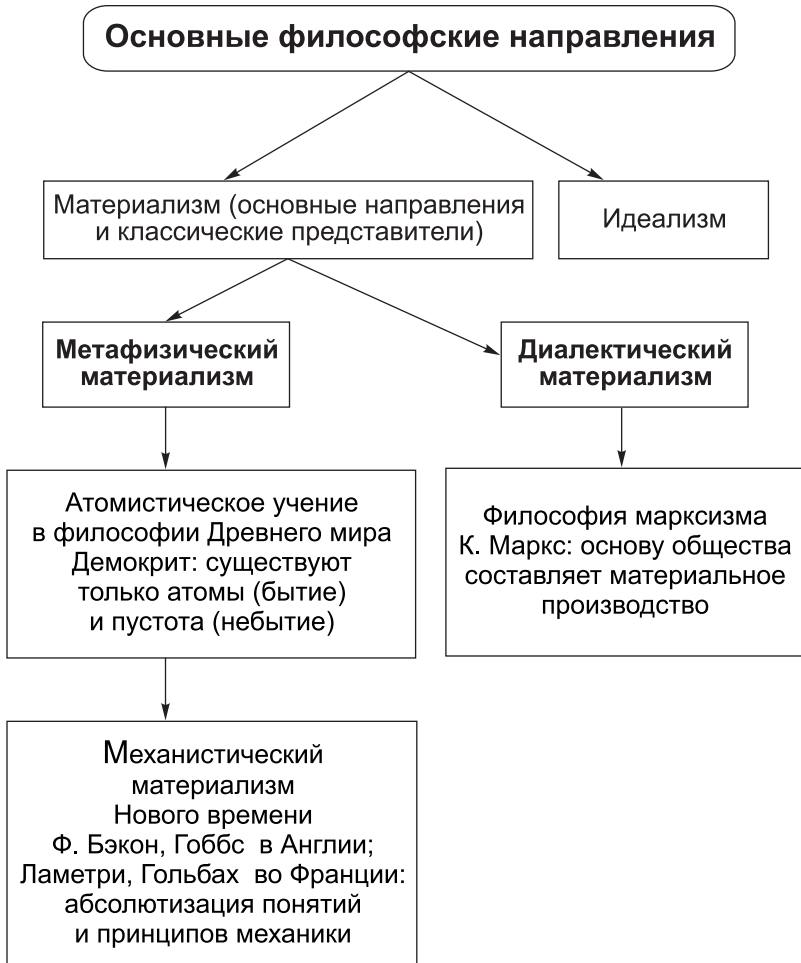 Основные философские направления
Материализм (основные направления
и классические представители)
Идеализм
Метафизический
материализм
Диалектический
материализм
Атомистическое учение
в философии Древнего мира
Демокрит: существуют
только атомы (бытие)
и пустота (небытие)
Философия марксизма
К. Маркс: основу общества
составляет материальное
производство
Механистический
материализм
Нового времени
Ф. Бэкон, Гоббс в Англии;
Ламетри, Гольбах во Франции:
абсолютизация понятий
и принципов механики